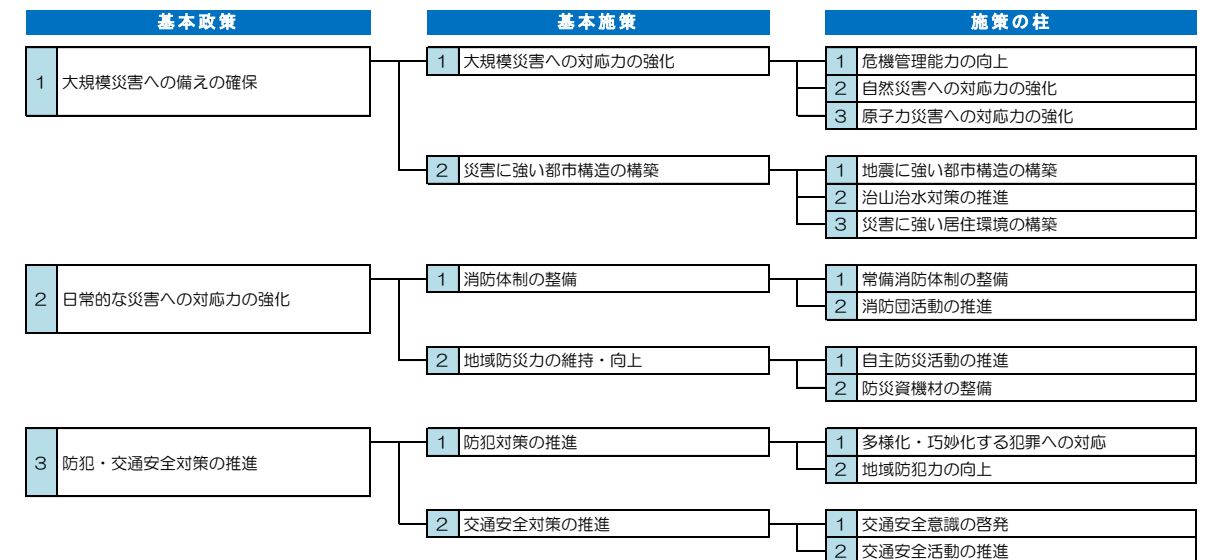 基本政策 基本施策 施策の柱
1 大規模災害への備えの確保 1 大規模災害への対応力の強化 1 危機管理能力の向上
2 自然災害への対応力の強化
3 原子力災害への対応力の強化
2 災害に強い都市構造の構築 1 地震に強い都市構造の構築
2 治山治水対策の推進
3 災害に強い居住環境の構築
2 日常的な災害への対応力の強化 1 消防体制の整備 1 常備消防体制の整備
2 消防団活動の推進
2 地域防災力の維持・向上 1 自主防災活動の推進
2 防災資機材の整備
3 防犯・交通安全対策の推進 1 防犯対策の推進 1 多様化・巧妙化する犯罪への対応
2 地域防犯力の向上
2 交通安全対策の推進 1 交通安全意識の啓発
2 交通安全活動の推進